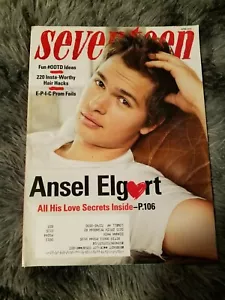 seventeen
Fun #OOTD Ideas
220 Insta-Worthy
Hair Hacks
E-P-I-C Prom Fails
Ansel Elgort
All His Love Secrets Inside–P.106